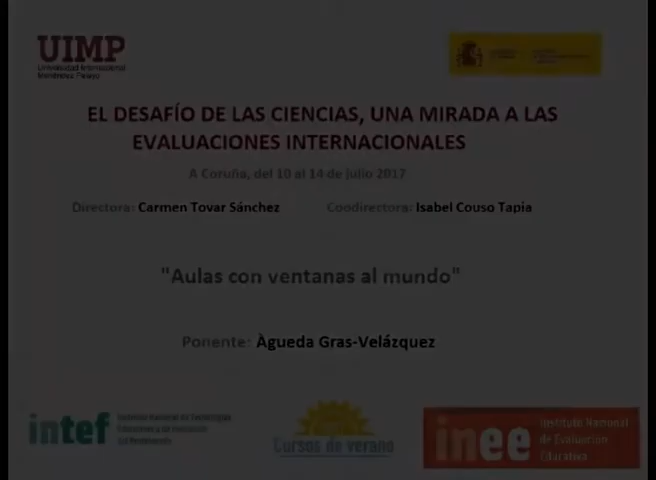 UIMP
Universidad Internacional
Menéndez Pelayo
EL DESAFÍO DE LAS CIENCIAS, UNA MIRADA A LAS
EVALUACIONES INTERNACIONALES
A Coruña, del 10 al 14 de julio 2017
Directora: Carmen Tovar Sánchez
Coodirectora: Isabel Couso Tapia
"Aulas con ventanas al mundo"
Ponente: Àgueda Gras-Velázquez
intef
Cursos de verano
inee
Instituto Nacional
de Evaluación
Educativa